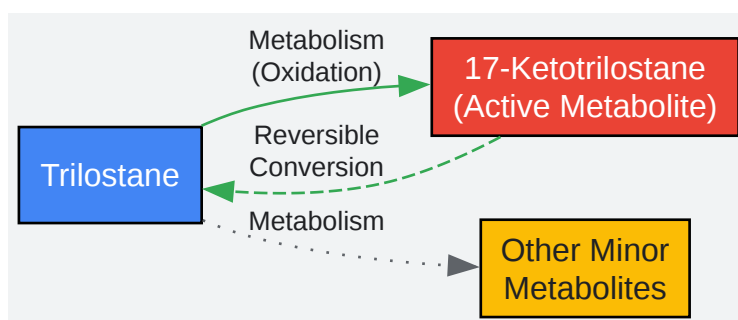 Metabolism
(Oxidation)
17-Ketotrilostane
(Active Metabolite)
Reversible
Conversion
Trilostane
Metabolism
Other Minor
Metabolites